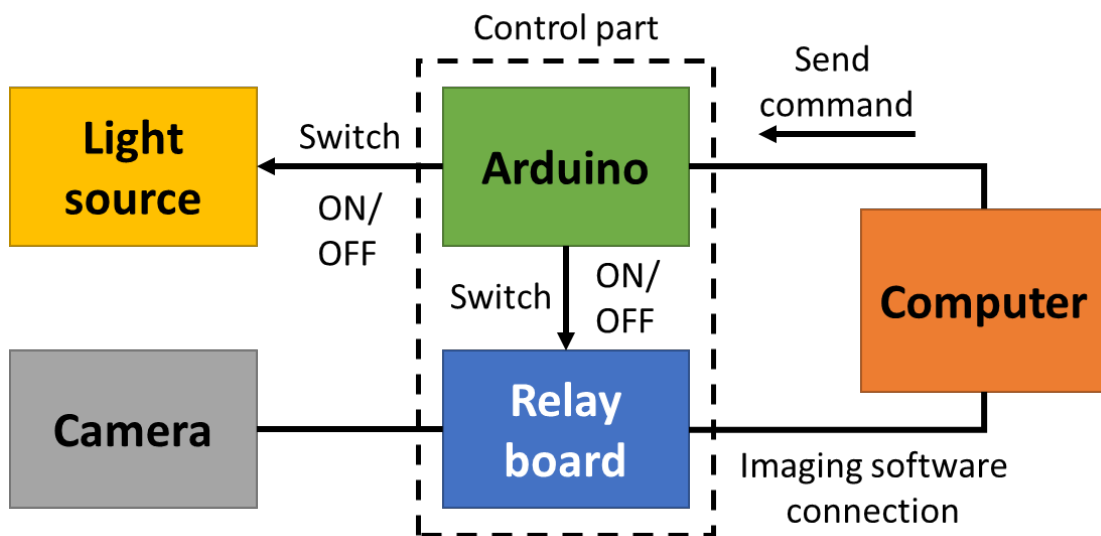 Control part
Send
command
Light
source
Switch
ON/
OFF
Arduino
Switch
ON/
OFF
Computer
Camera
Relay
board
Imaging software
connection